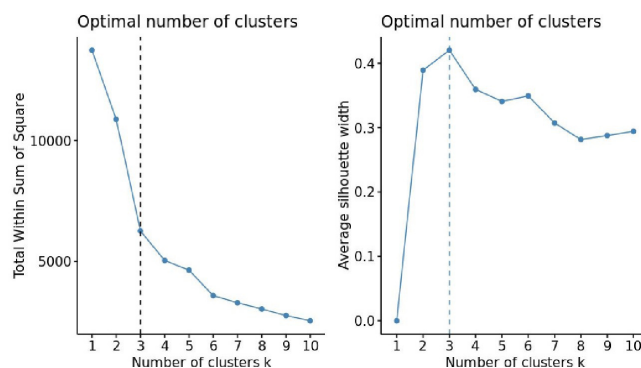 Optimal number of clusters
Total Within Sum of Square
10000
5000
1 2 3 4 5 6 7 8 9 10
Number of clusters k
Optimal number of clusters
Average silhouette width
0.4
0.3
0.2
0.1
0.0
1 2 3 4 5 6 7 8 9 10
Number of clusters k